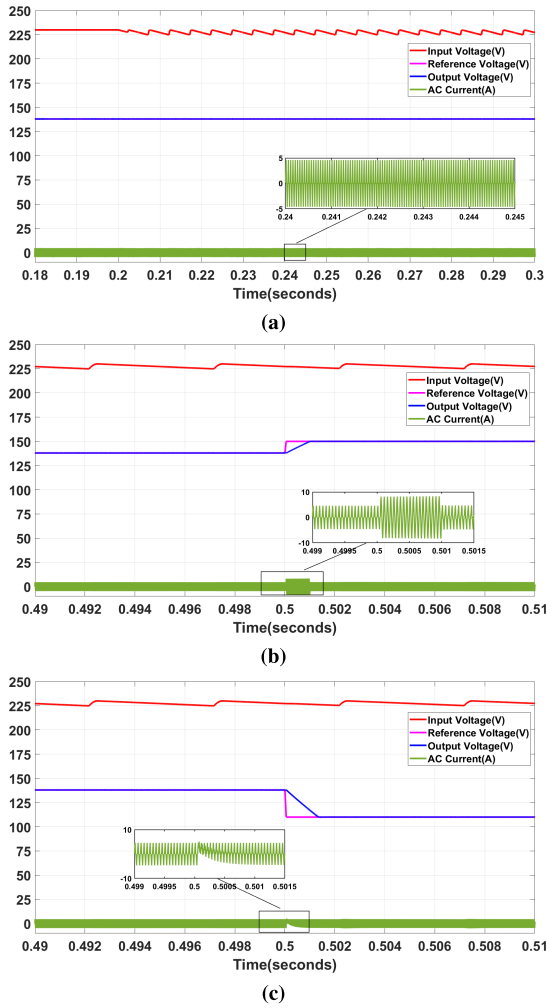 250
225
200
175
150
125
100
75
50
25
0
Input Voltage(V)
Reference Voltage(V)
Output Voltage(V)
AC Current(A)
5
0
-5
0.24 0.241 0.242 0.243 0.244 0.245
0.18 0.19 0.2 0.21 0.22 0.23 0.24 0.25 0.26 0.27 0.28 0.29 0.3
Time(seconds)
(a)
250
225
200
175
150
125
100
75
50
25
0
Input Voltage(V)
Reference Voltage(V)
Output Voltage(V)
AC Current(A)
10
0
-10
0.499 0.4995 0.5 0.5005 0.501 0.5015
0.49 0.492 0.494 0.496 0.498 0.5 0.502 0.504 0.506 0.508 0.51
Time(seconds)
(b)
250
225
200
175
150
125
100
75
50
25
0
Input Voltage(V)
Reference Voltage(V)
Output Voltage(V)
AC Current(A)
10
0
-10
0.499 0.4995 0.5 0.5005 0.501 0.5015
0.49 0.492 0.494 0.496 0.498 0.5 0.502 0.504 0.506 0.508 0.51
Time(seconds)
(c)